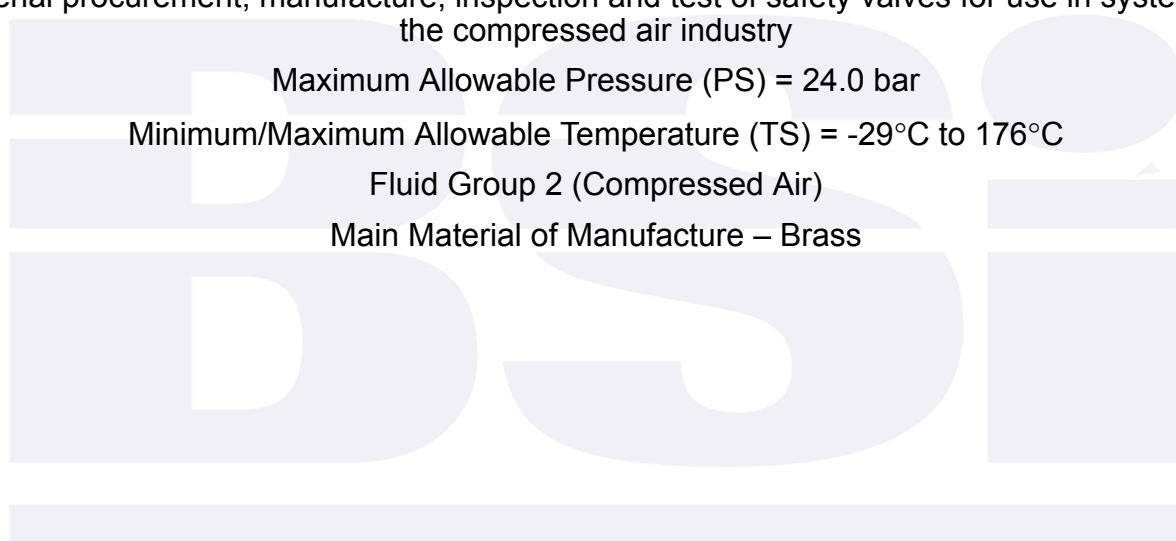 procurement, manufacture, inspection and test of safety valves for use in
the compressed air industry
Maximum Allowable Pressure (PS) = 24.0 bar
Minimum/Maximum Allowable Temperature (TS) = -29°C to 176°C
Fluid Group 2 (Compressed Air)
Main Material of Manufacture – Brass
BSi